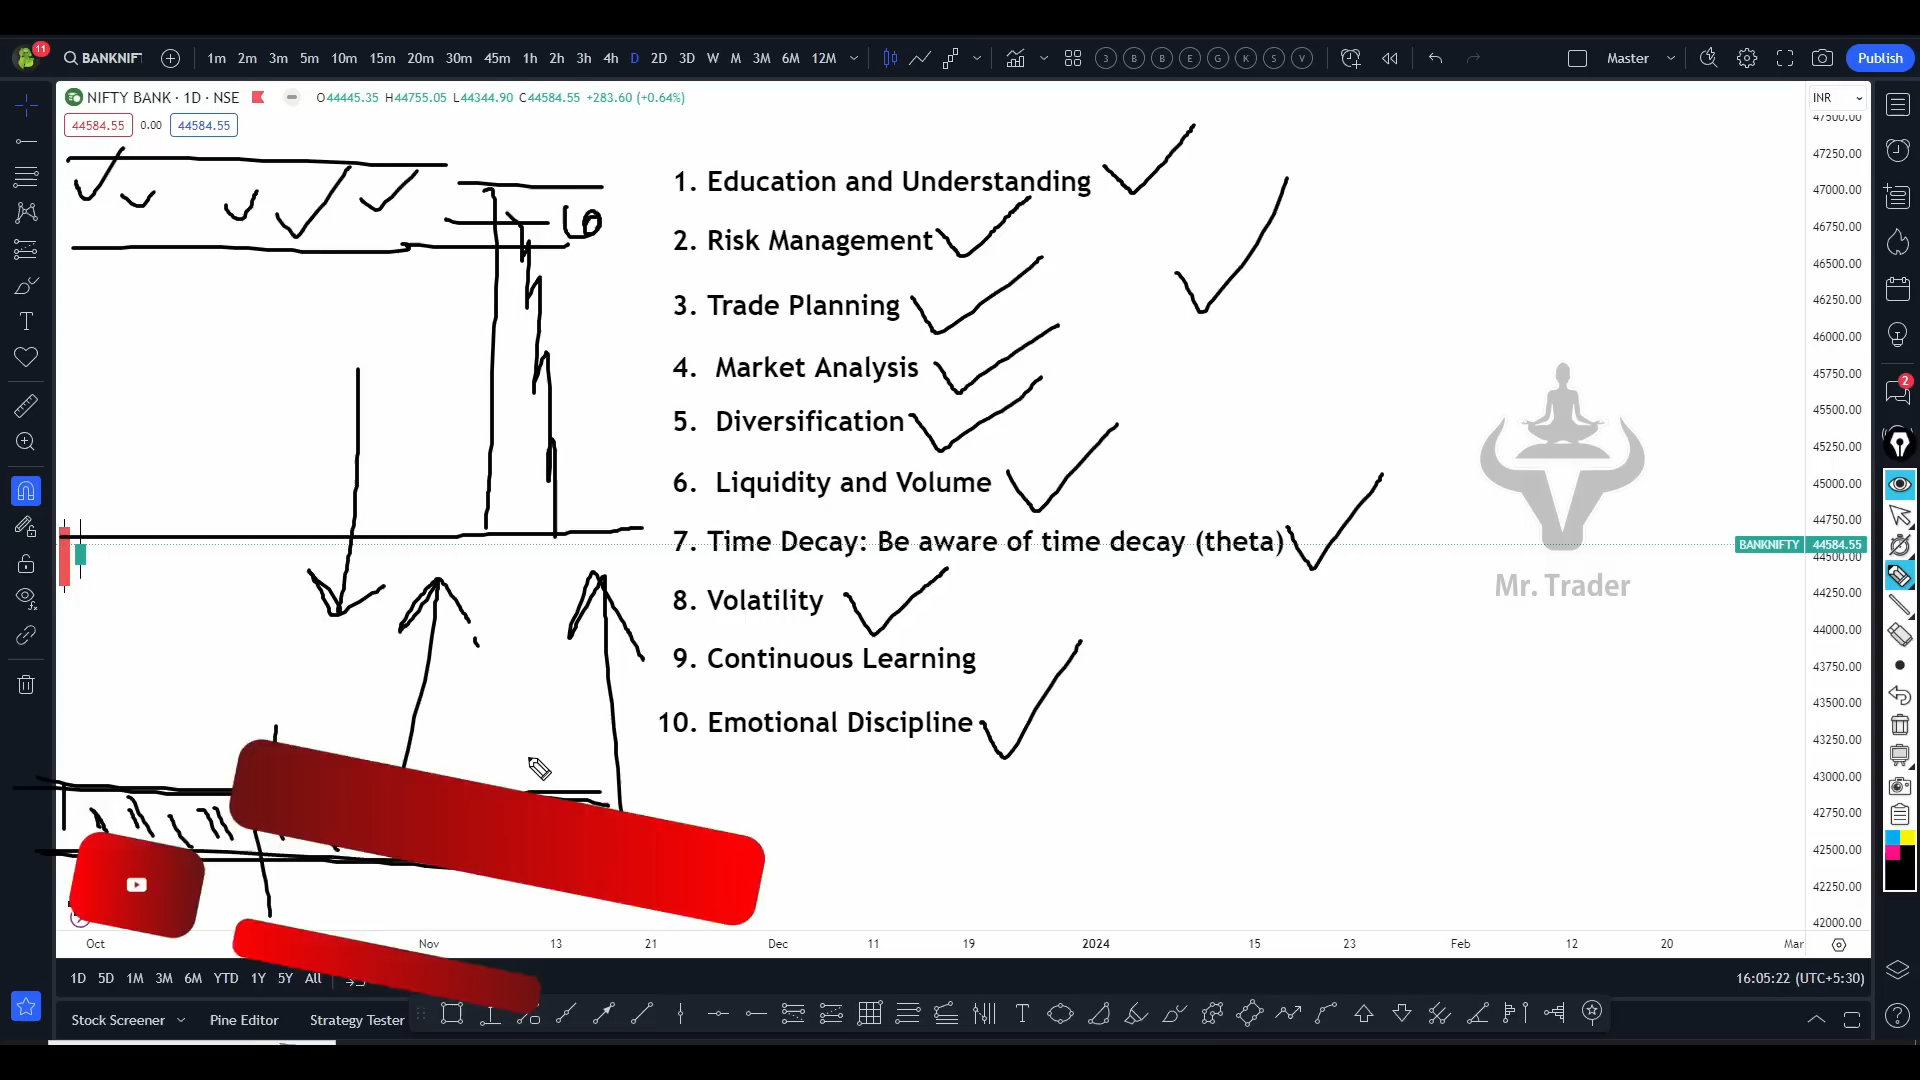 11
BANKNIF
1m 2m 3m 5m 10m 15m 20m 30m 45m 1h 2h 3h 4h D 2D 3D W M 3M 6M 12M
3 B B E G K S V
Master
Publish
NIFTY BANK · 1D · NSE
O44445.35 H44755.05 L44344.90 C44584.55 +283.60 (+0.64%)
INR
44584.55 0.00 44584.55
1. Education and Understanding
2. Risk Management
3. Trade Planning
4. Market Analysis
5. Diversification
6. Liquidity and Volume
7. Time Decay: Be aware of time decay (theta)
8. Volatility
9. Continuous Learning
10. Emotional Discipline
Mr. Trader
47500.00
47250.00
47000.00
46750.00
46500.00
46250.00
46000.00
45750.00
45500.00
45250.00
45000.00
44750.00
BANKNIFTY 44584.55
44500.00
44250.00
44000.00
43750.00
43500.00
43250.00
43000.00
42750.00
42500.00
42250.00
42000.00
2
Oct Nov 13 21 Dec 11 19 2024 15 23 Feb 12 20 Mar
1D 5D 1M 3M 6M YTD 1Y 5Y All
16:05:22 (UTC+5:30)
Stock Screener Pine Editor Strategy Tester